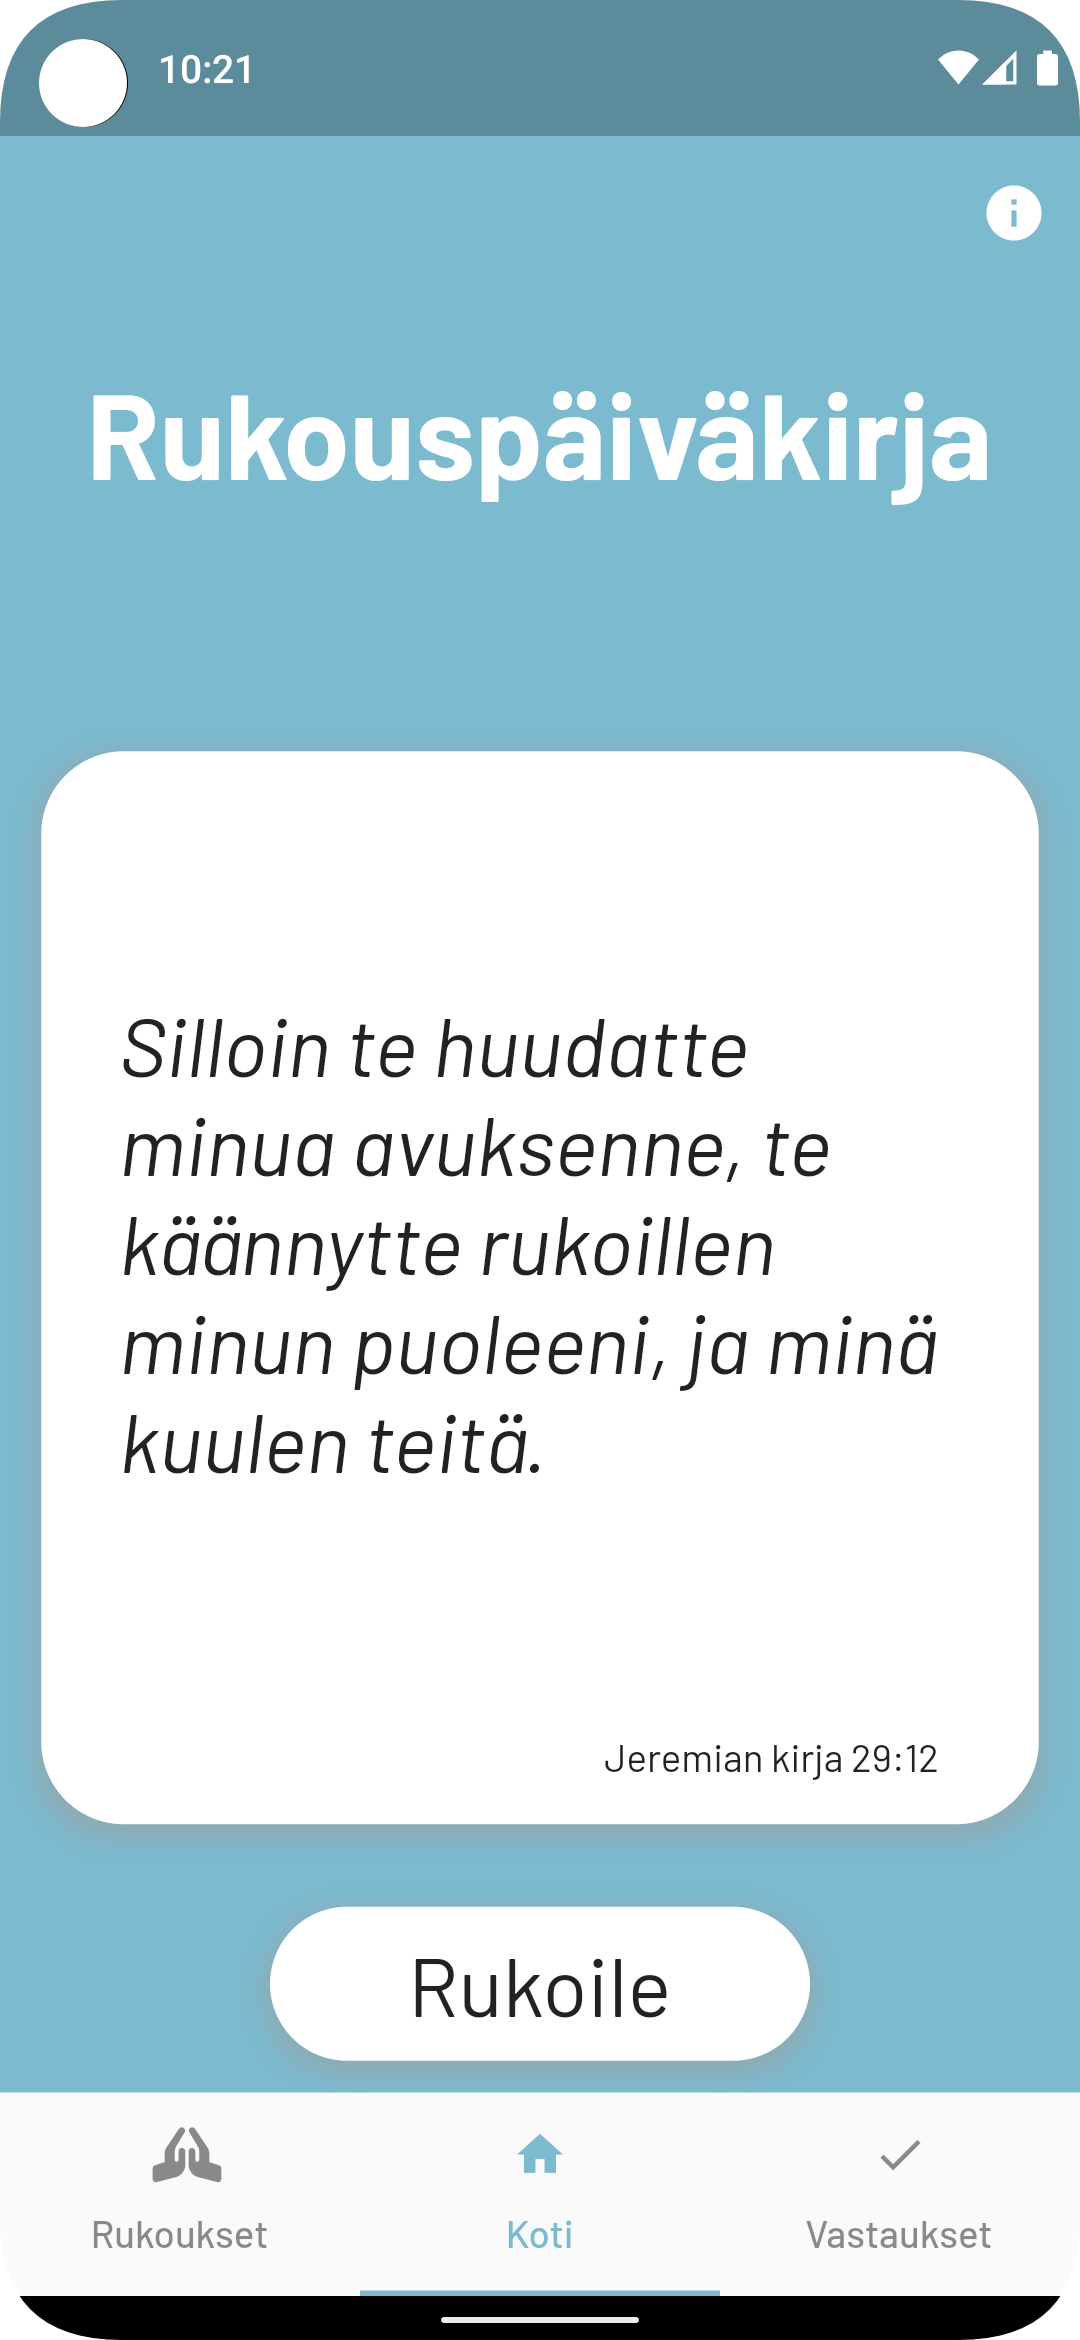 10:21
Rukouspäiväkirja
Silloin te huudatte
minua avuksenne, te
käännytte rukoillen
minun puoleeni, ja minä
kuulen teitä.
Jeremian kirja 29:12
Rukoile
Rukoukset
Koti
Vastaukset